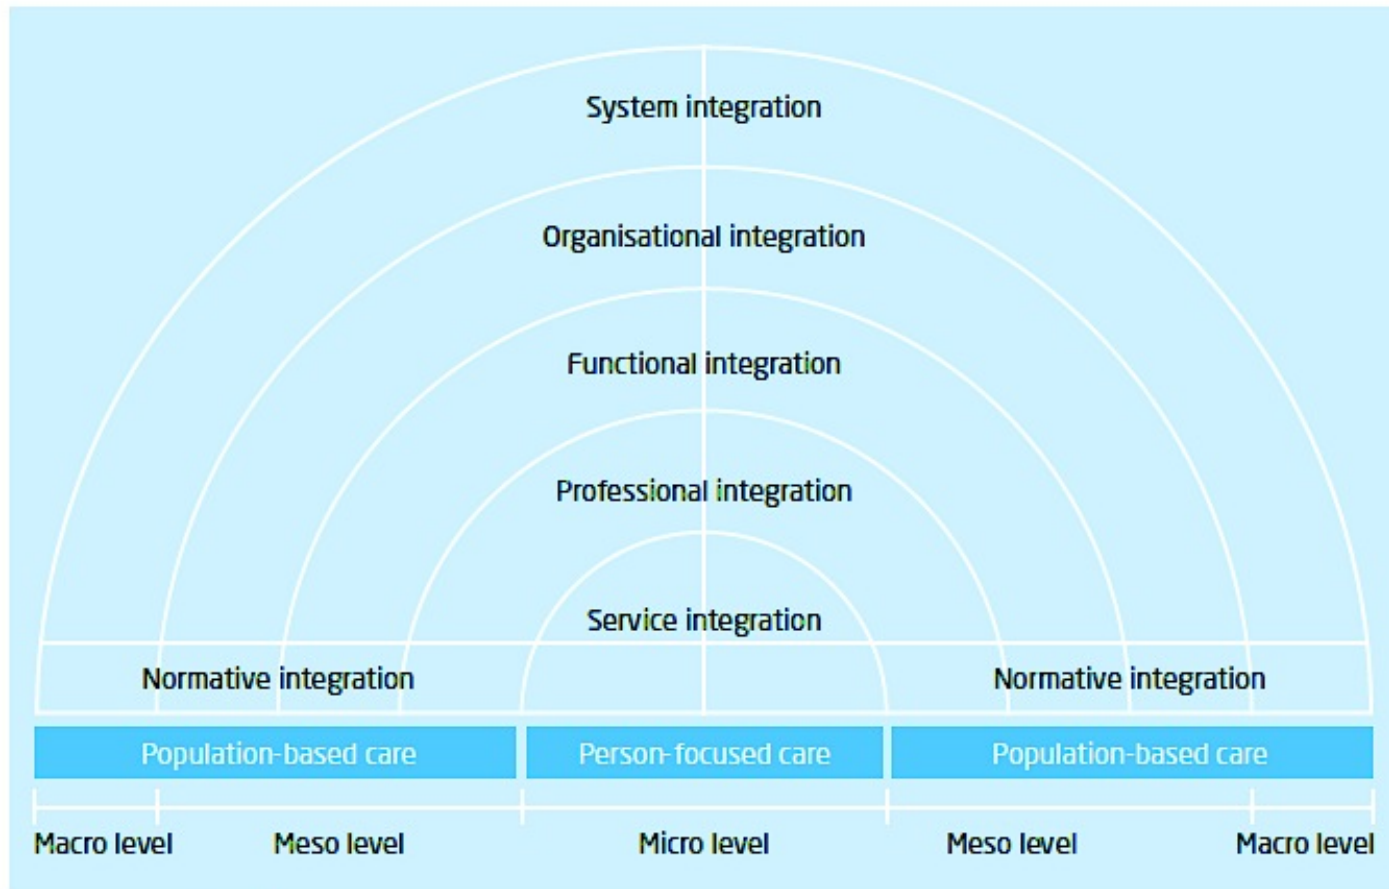 System integration
Organisational integration
Functional integration
Professional integration
Service integration
Normative integration Normative integration
Population-based care Person-focused care Population-based care
Macro level Meso level Micro level Meso level Macro level